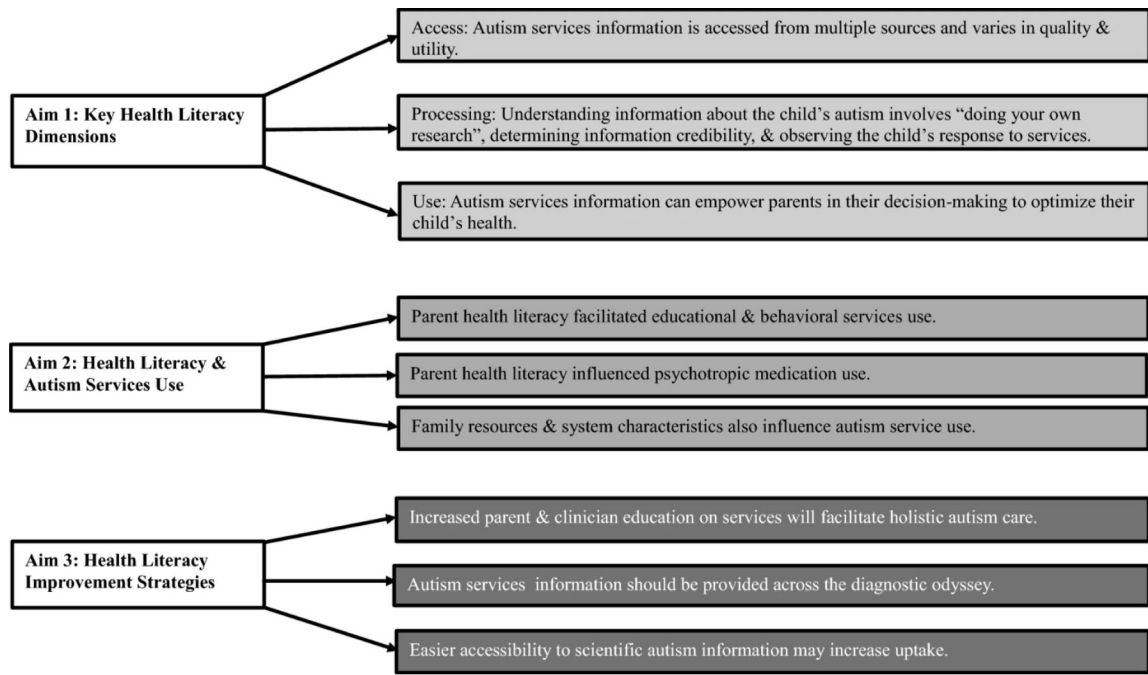 Aim 1: Key Health Literacy
Dimensions
Access: Autism services information is accessed from multiple sources and varies in quality &
utility.
Processing: Understanding information about the child’s autism involves “doing your own
research”, determining information credibility, & observing the child’s response to services.
Use: Autism services information can empower parents in their decision-making to optimize their
child’s health.
Aim 2: Health Literacy &
Autism Services Use
Parent health literacy facilitated educational & behavioral services use.
Parent health literacy influenced psychotropic medication use.
Family resources & system characteristics also influence autism service use.
Aim 3: Health Literacy
Improvement Strategies
Increased parent & clinician education on services will facilitate holistic autism care.
Autism services  information should be provided across the diagnostic odyssey.
Easier accessibility to scientific autism information may increase uptake.